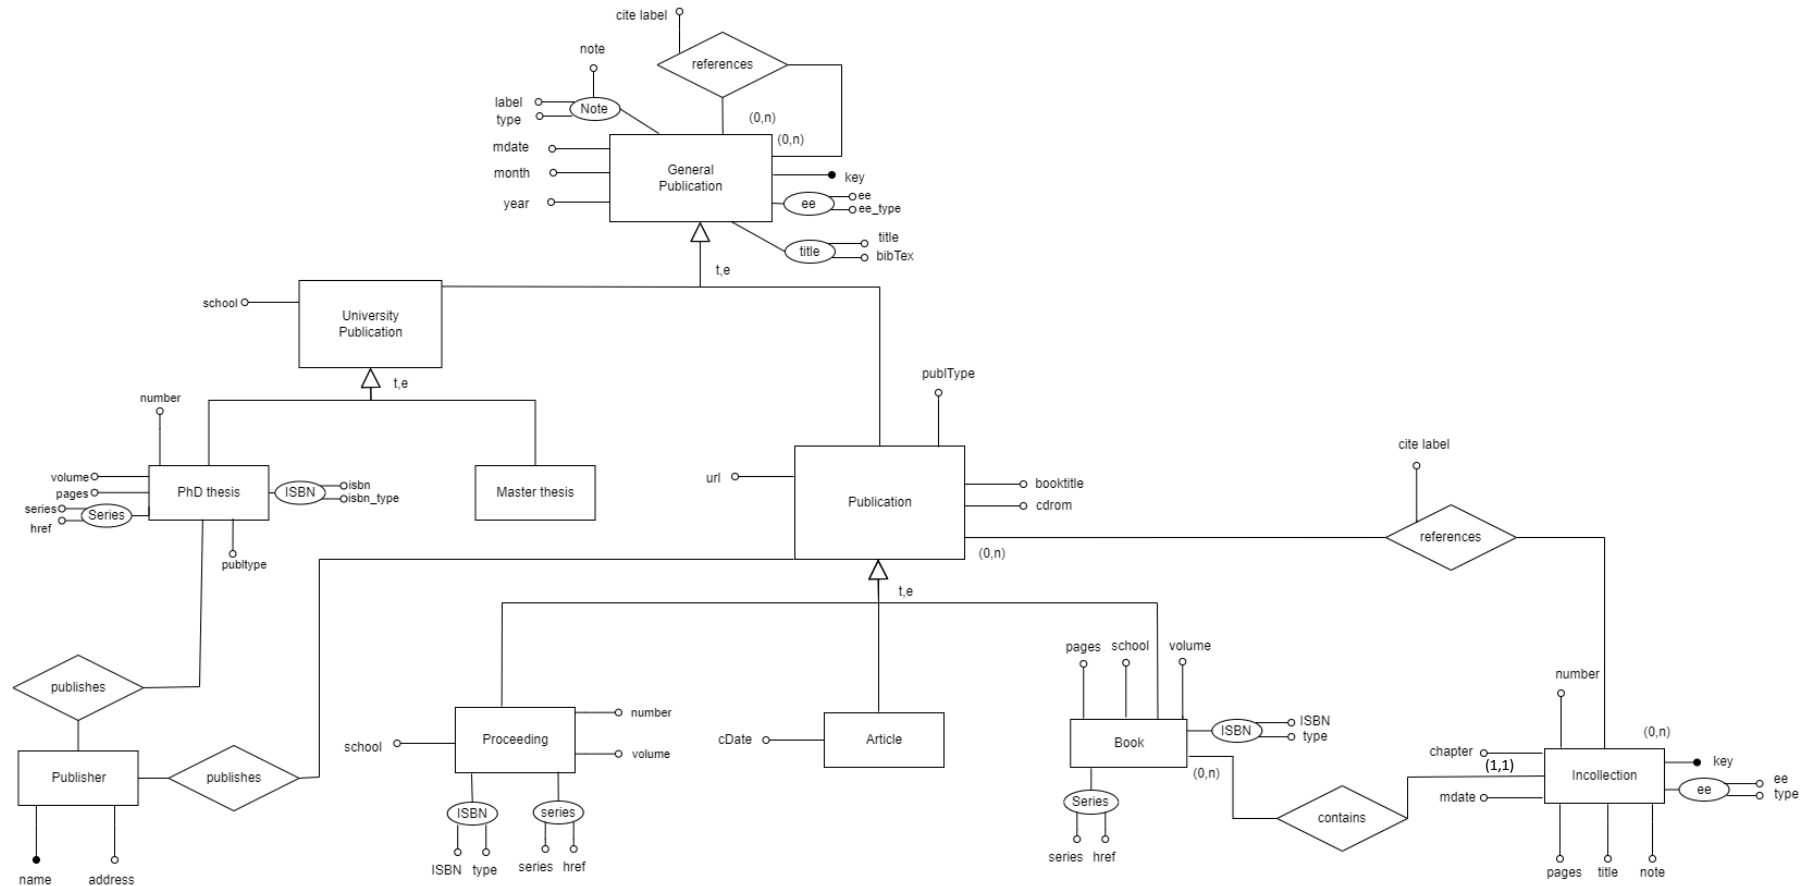 cite label
references
note
label
type
Note
(0,n)
(0,n)
mdate
month
year
General
Publication
key
ee
ee
ee_type
title
title
bibTex
t,e
school
University
Publication
t,e
number
volume
pages
series
href
Series
PhD thesis
ISBN
isbn
isbn_type
publtype
Master thesis
publType
url
Publication
booktitle
cdrom
(0,n)
cite label
references
t,e
publishes
Publisher
publishes
name
address
school
Proceeding
number
volume
ISBN
series
ISBN
type
series
href
cDate
Article
pages
school
volume
Book
ISBN
ISBN
type
(0,n)
Series
series
href
contains
number
(0,n)
chapter
(1,1)
mdate
Incollection
key
ee
ee
type
pages
title
note